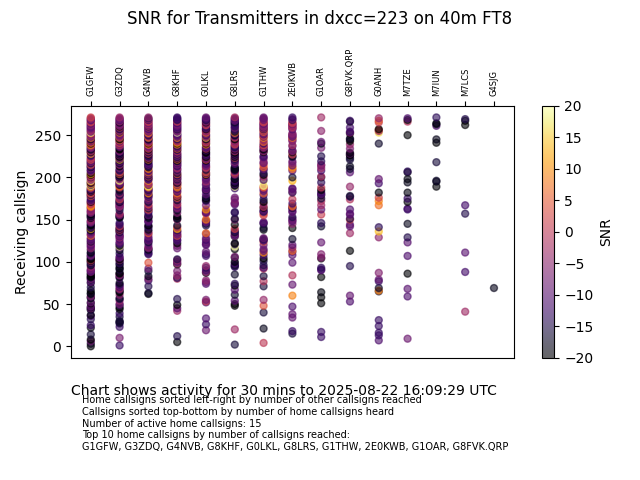 SNR for Transmitters in dxcc=223 on 40m FT8
G1GFW G3ZDQ G4NVB G8KHF G0LKL G8LRS G1THW 2E0KWB G1OAR G8FVK.QRP G0ANH M7TZE M7IUN M7LCS G4SJG
20
15
10
5
0
−5
−10
−15
−20
SNR
250
200
150
100
50
0
Receiving callsign
Chart shows activity for 30 mins to 2025-08-22 16:09:29 UTC
Home callsigns sorted left-right by number of other callsigns reached
Callsigns sorted top-bottom by number of home callsigns heard
Number of active home callsigns: 15
Top 10 home callsigns by number of callsigns reached:
G1GFW, G3ZDQ, G4NVB, G8KHF, G0LKL, G8LRS, G1THW, 2E0KWB, G1OAR, G8FVK.QRP